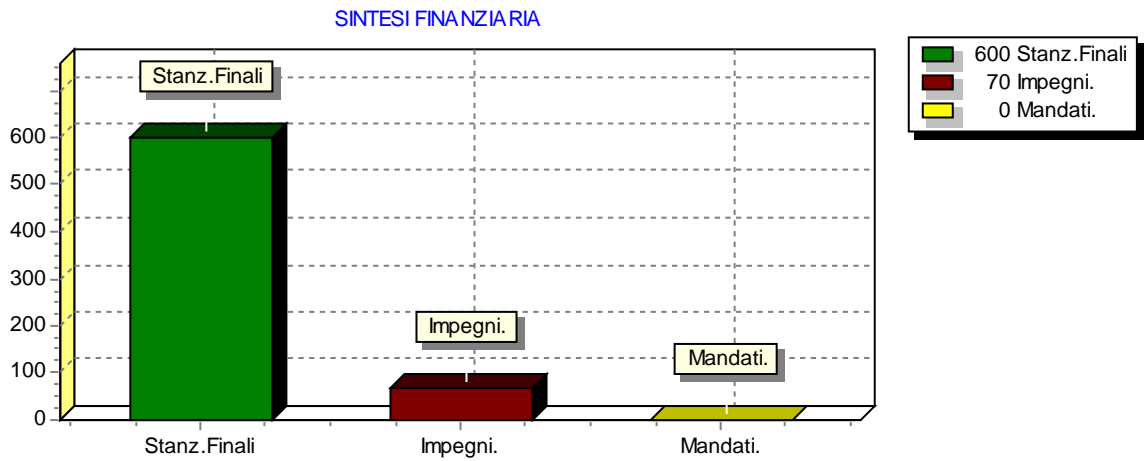 SINTESI FINANZIARIA
600 Stanz.Finali
70 Impegni.
0 Mandati.
Stanz.Finali
Impegni.
Mandati.
600
500
400
300
200
100
0
Stanz.Finali Impegni. Mandati.